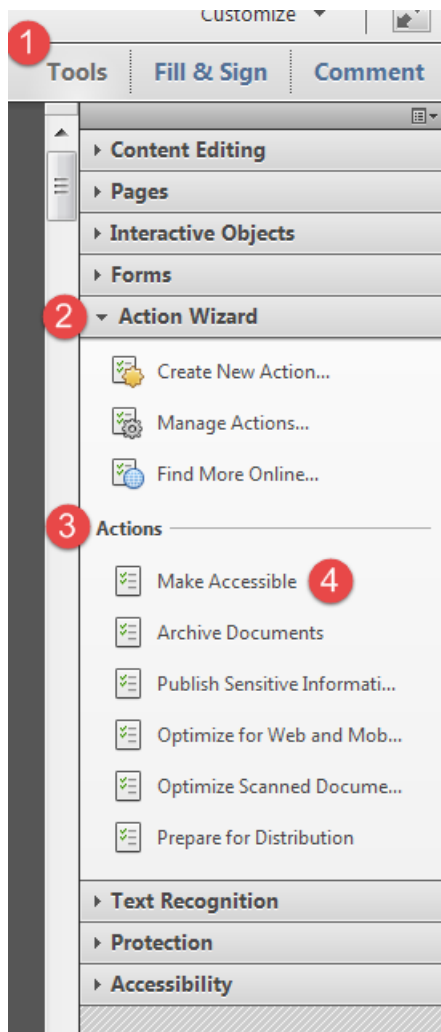 Customize
1
Tools Fill & Sign Comment
Content Editing
Pages
Interactive Objects
Forms
2 Action Wizard
Create New Action...
Manage Actions...
Find More Online...
3 Actions
Make Accessible 4
Archive Documents
Publish Sensitive Informati...
Optimize for Web and Mob...
Optimize Scanned Docume...
Prepare for Distribution
Text Recognition
Protection
Accessibility